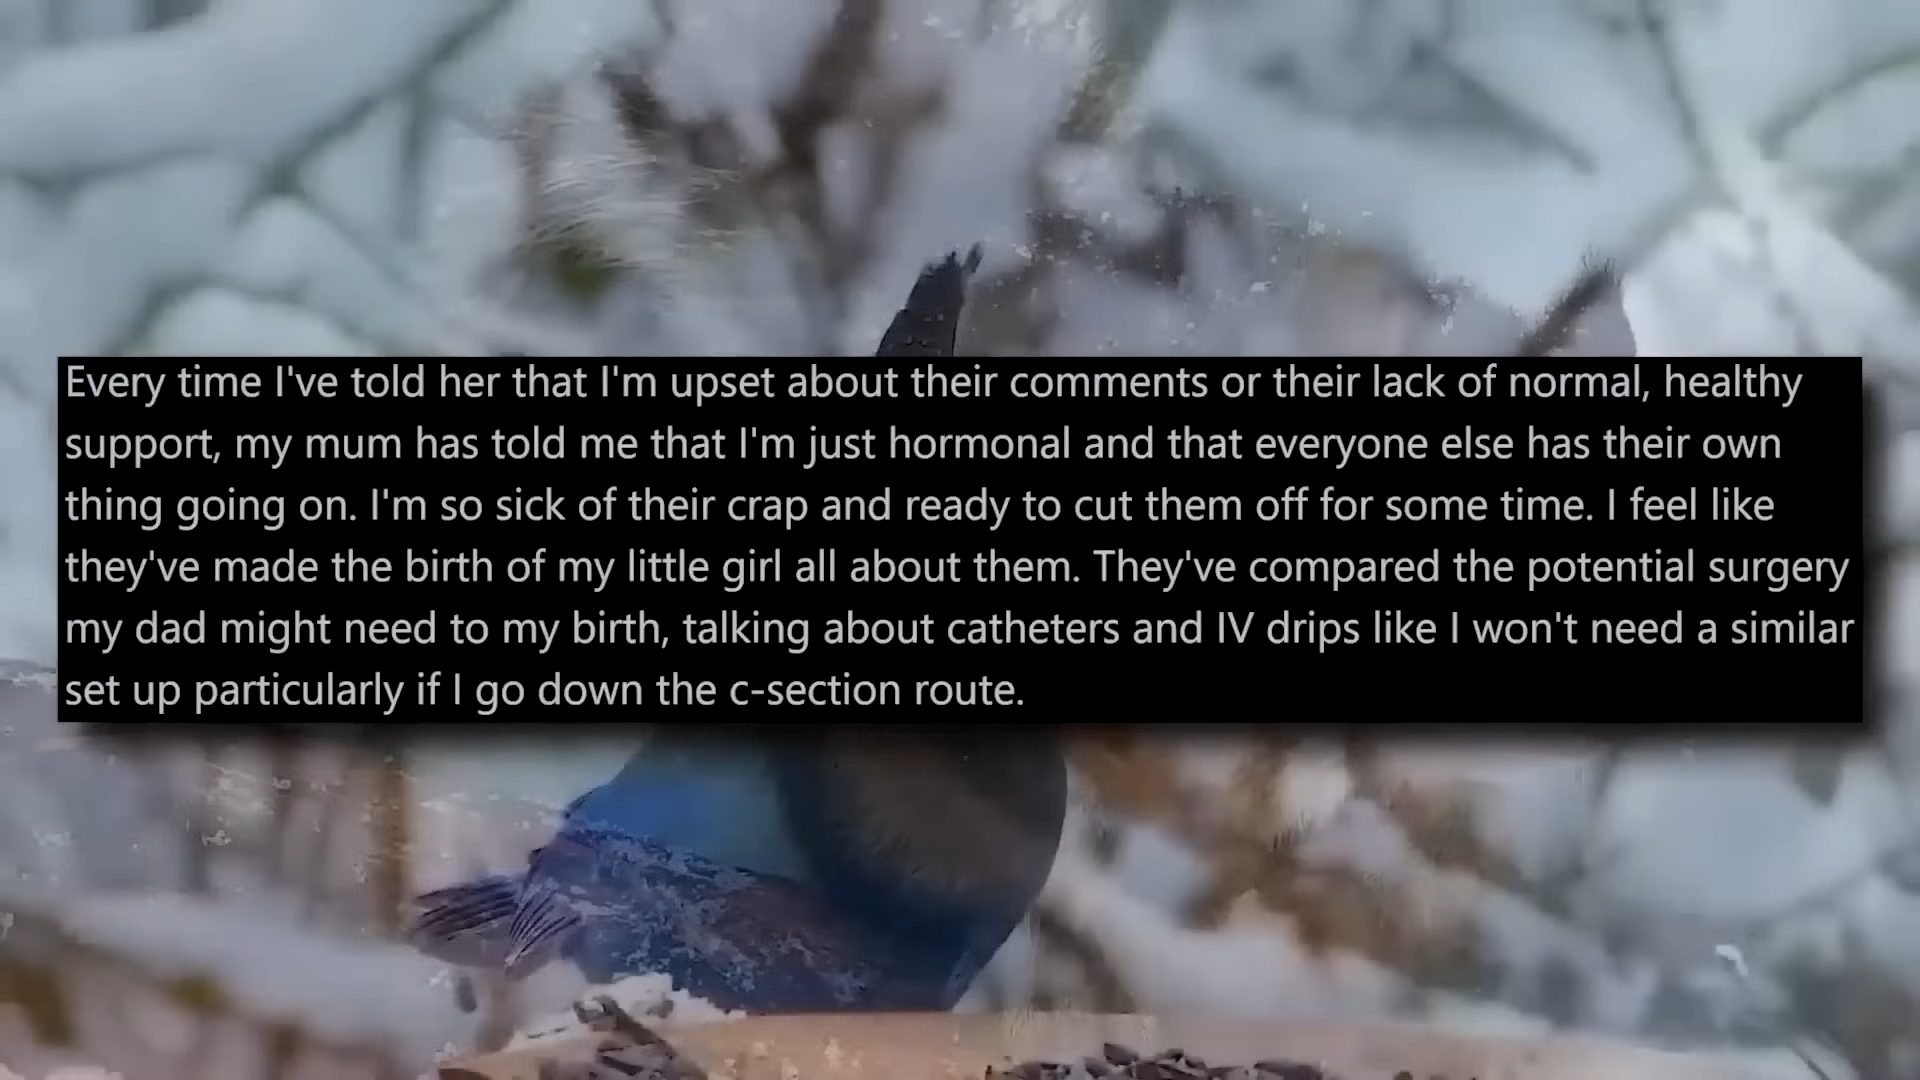 Every time I've told her that I'm upset about their comments or their lack of normal, healthy
support, my mum has told me that I'm just hormonal and that everyone else has their own
thing going on. I'm so sick of their crap and ready to cut them off for some time. I feel like
they've made the birth of my little girl all about them. They've compared the potential surgery
my dad might need to my birth, talking about catheters and IV drips like I won't need a similar
set up particularly if I go down the c-section route.